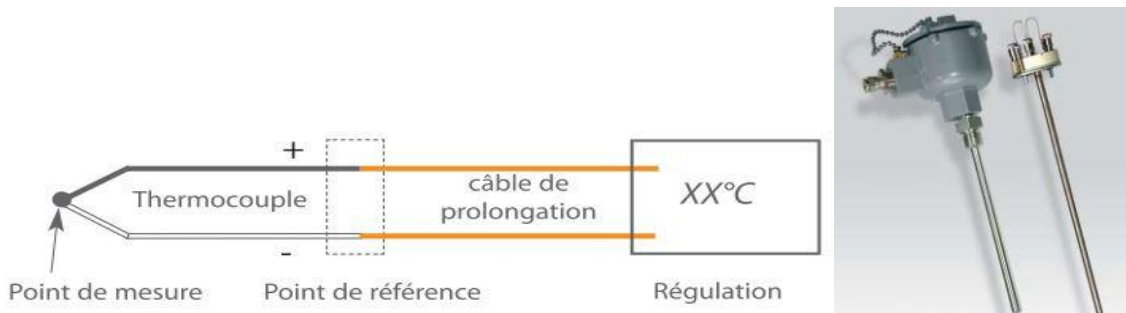 +
Thermocouple
câble de
prolongation
XX°C
-
Point de mesure
Point de référence
Régulation